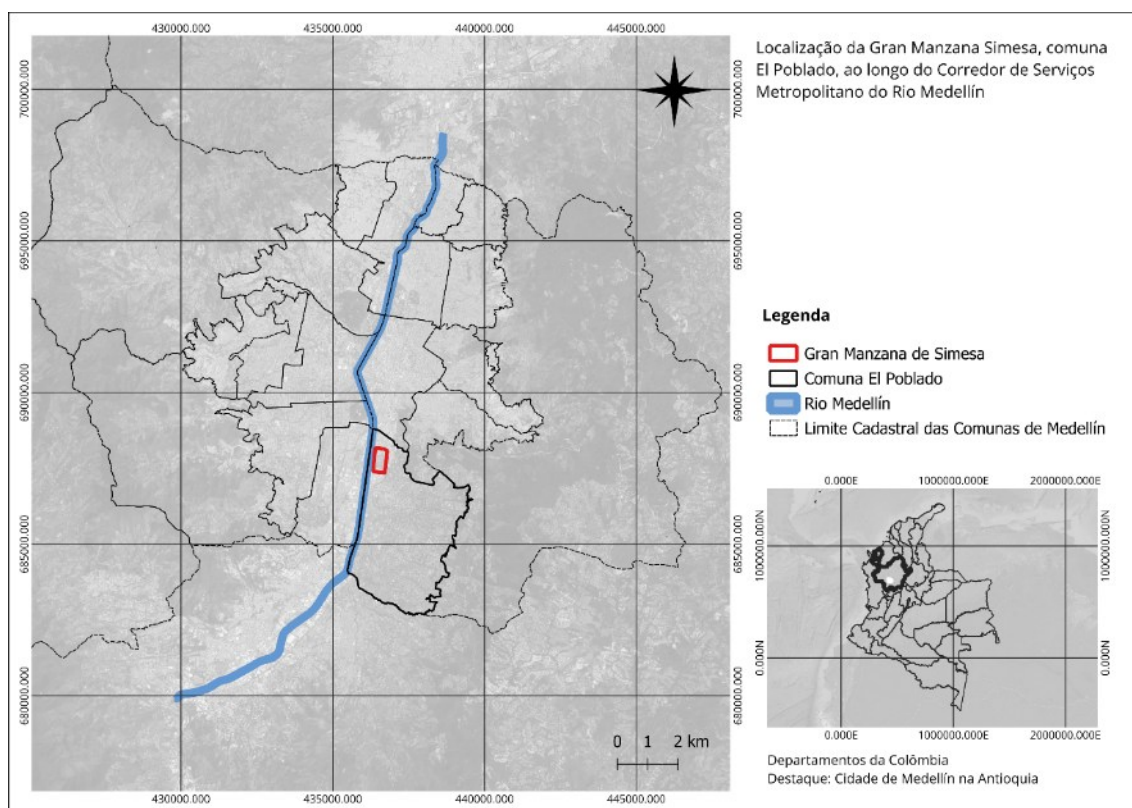 430000.000 435000.000 440000.000 445000.000
700000.000
695000.000
690000.000
685000.000
680000.000
700000.000
695000.000
690000.000
685000.000
680000.000
0 1 2 km
430000.000 435000.000 440000.000 445000.000
Localização da Gran Manzana Simesa, comuna
El Poblado, ao longo do Corredor de Serviços
Metropolitano do Rio Medellín
Legenda
Gran Manzana de Simesa
Comuna El Poblado
Rio Medellín
Limite Cadastral das Comunas de Medellín
0.000E 1000000.000E 2000000.000E
1000000.000N 1000000.000N
0.000N 0.000N
0.000E 1000000.000E 2000000.000E
Departamentos da Colômbia
Destaque: Cidade de Medellín na Antioquia